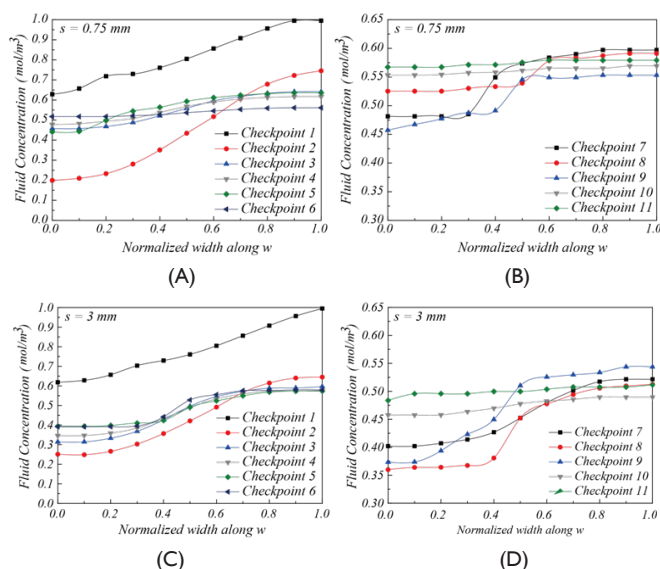 s = 0.75 mm
Fluid Concentration (mol/m³)
1.0
0.9
0.8
0.7
0.6
0.5
0.4
0.3
0.2
0.1
0.0
Checkpoint 1
Checkpoint 2
Checkpoint 3
Checkpoint 4
Checkpoint 5
Checkpoint 6
0.0 0.2 0.4 0.6 0.8 1.0
Normalized width along w
(A)
s = 0.75 mm
Fluid Concentration (mol/m³)
0.65
0.60
0.55
0.50
0.45
0.40
0.35
0.30
Checkpoint 7
Checkpoint 8
Checkpoint 9
Checkpoint 10
Checkpoint 11
0.0 0.2 0.4 0.6 0.8 1.0
Normalized width along w
(B)
s = 3 mm
Fluid Concentration (mol/m³)
1.0
0.9
0.8
0.7
0.6
0.5
0.4
0.3
0.2
0.1
0.0
Checkpoint 1
Checkpoint 2
Checkpoint 3
Checkpoint 4
Checkpoint 5
Checkpoint 6
0.0 0.2 0.4 0.6 0.8 1.0
Normalized width along w
(C)
s = 3 mm
Fluid Concentration (mol/m³)
0.65
0.60
0.55
0.50
0.45
0.40
0.35
0.30
Checkpoint 7
Checkpoint 8
Checkpoint 9
Checkpoint 10
Checkpoint 11
0.0 0.2 0.4 0.6 0.8 1.0
Normalized width along w
(D)